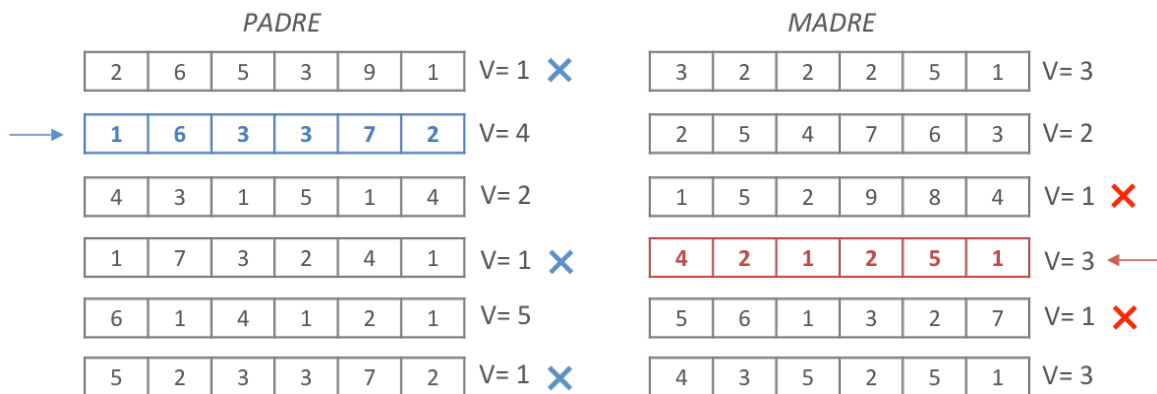 PADRE
2 6 5 3 9 1 V= 1
1 6 3 3 7 2 V= 4
4 3 1 5 1 4 V= 2
1 7 3 2 4 1 V= 1
6 1 4 1 2 1 V= 5
5 2 3 3 7 2 V= 1
MADRE
3 2 2 2 5 1 V= 3
2 5 4 7 6 3 V= 2
1 5 2 9 8 4 V= 1
4 2 1 2 5 1 V= 3
5 6 1 3 2 7 V= 1
4 3 5 2 5 1 V= 3